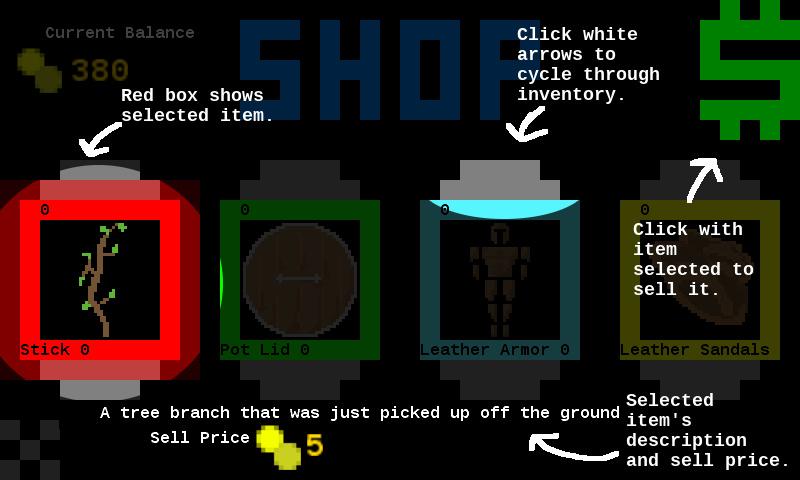 Current Balance
380
SHOP
$
Click white
arrows to
cycle through
inventory.
Red box shows
selected item.
0
0
0
0
Click with
item
selected to
sell it.
Stick 0
Pot Lid 0
Leather Armor 0
Leather Sandals
A tree branch that was just picked up off the ground
Sell Price
5
Selected
item's
description
and sell price.